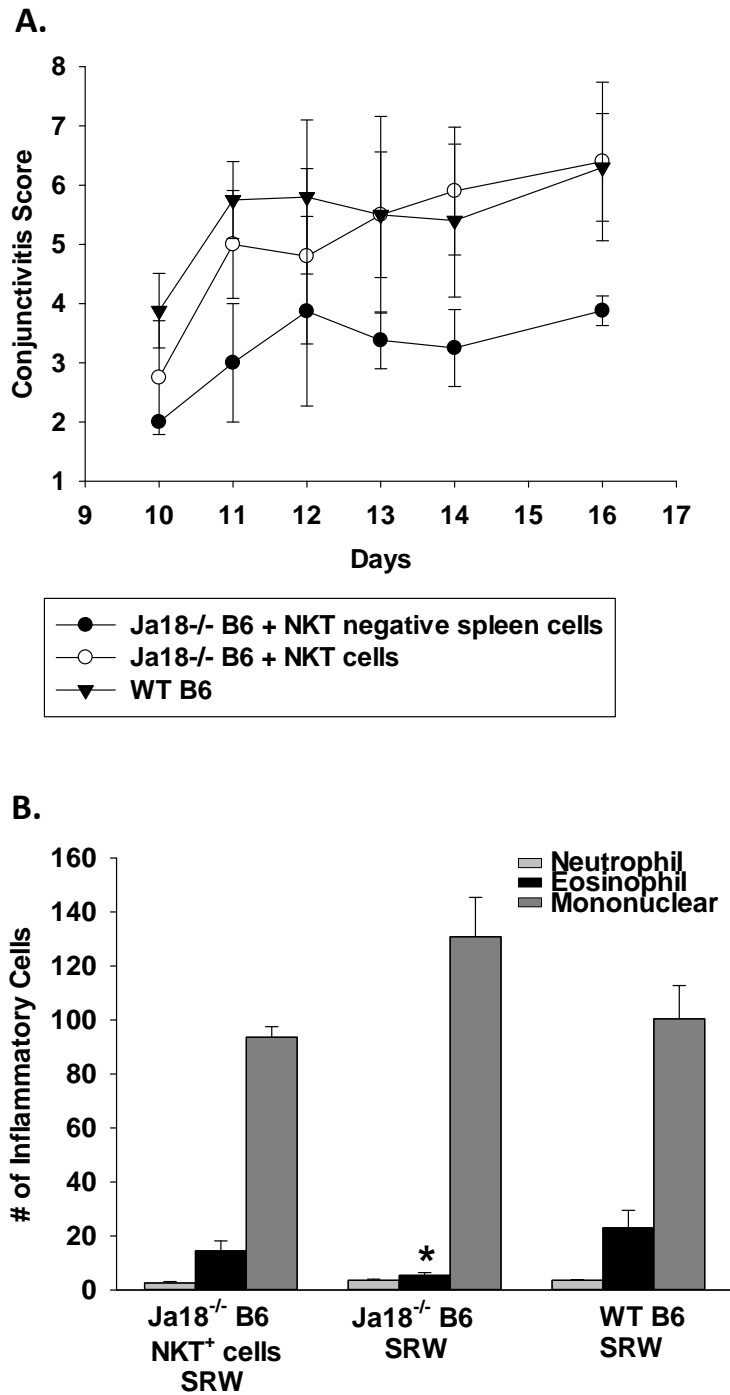 A.
8
7
6
5
4
3
2
1
Conjunctivitis Score
9 10 11 12 13 14 15 16 17
Days
Ja18-/- B6 + NKT negative spleen cells
Ja18-/- B6 + NKT cells
WT B6
B.
160
140
120
100
80
60
40
20
0
# of Inflammatory Cells
Neutrophil
Eosinophil
Mononuclear
*
Ja18-/- B6
NKT+ cells
SRW
Ja18-/- B6
SRW
WT B6
SRW